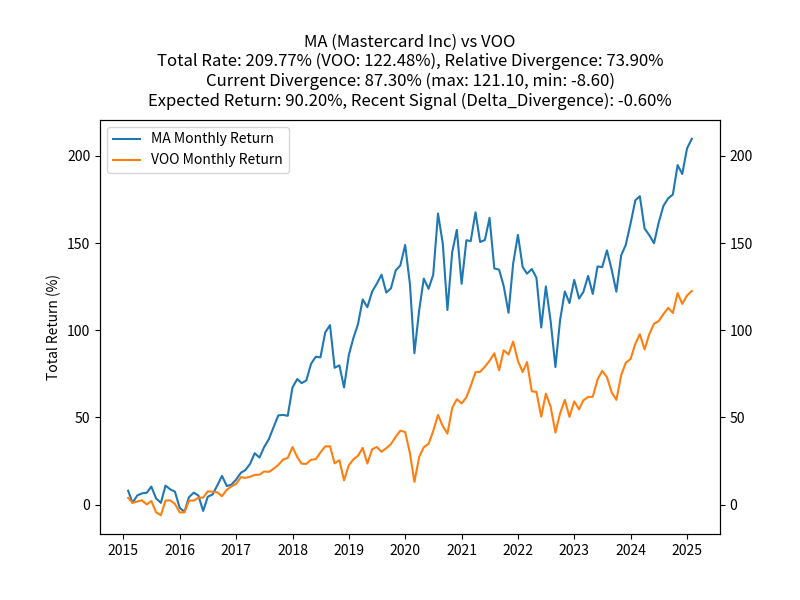 MA (Mastercard Inc) vs VOO
Total Rate: 209.77% (VOO: 122.48%), Relative Divergence: 73.90%
Current Divergence: 87.30% (max: 121.10, min: -8.60)
Expected Return: 90.20%, Recent Signal (Delta_Divergence): -0.60%
MA Monthly Return
VOO Monthly Return
Total Return (%)
200
150
100
50
0
200
150
100
50
0
2015 2016 2017 2018 2019 2020 2021 2022 2023 2024 2025